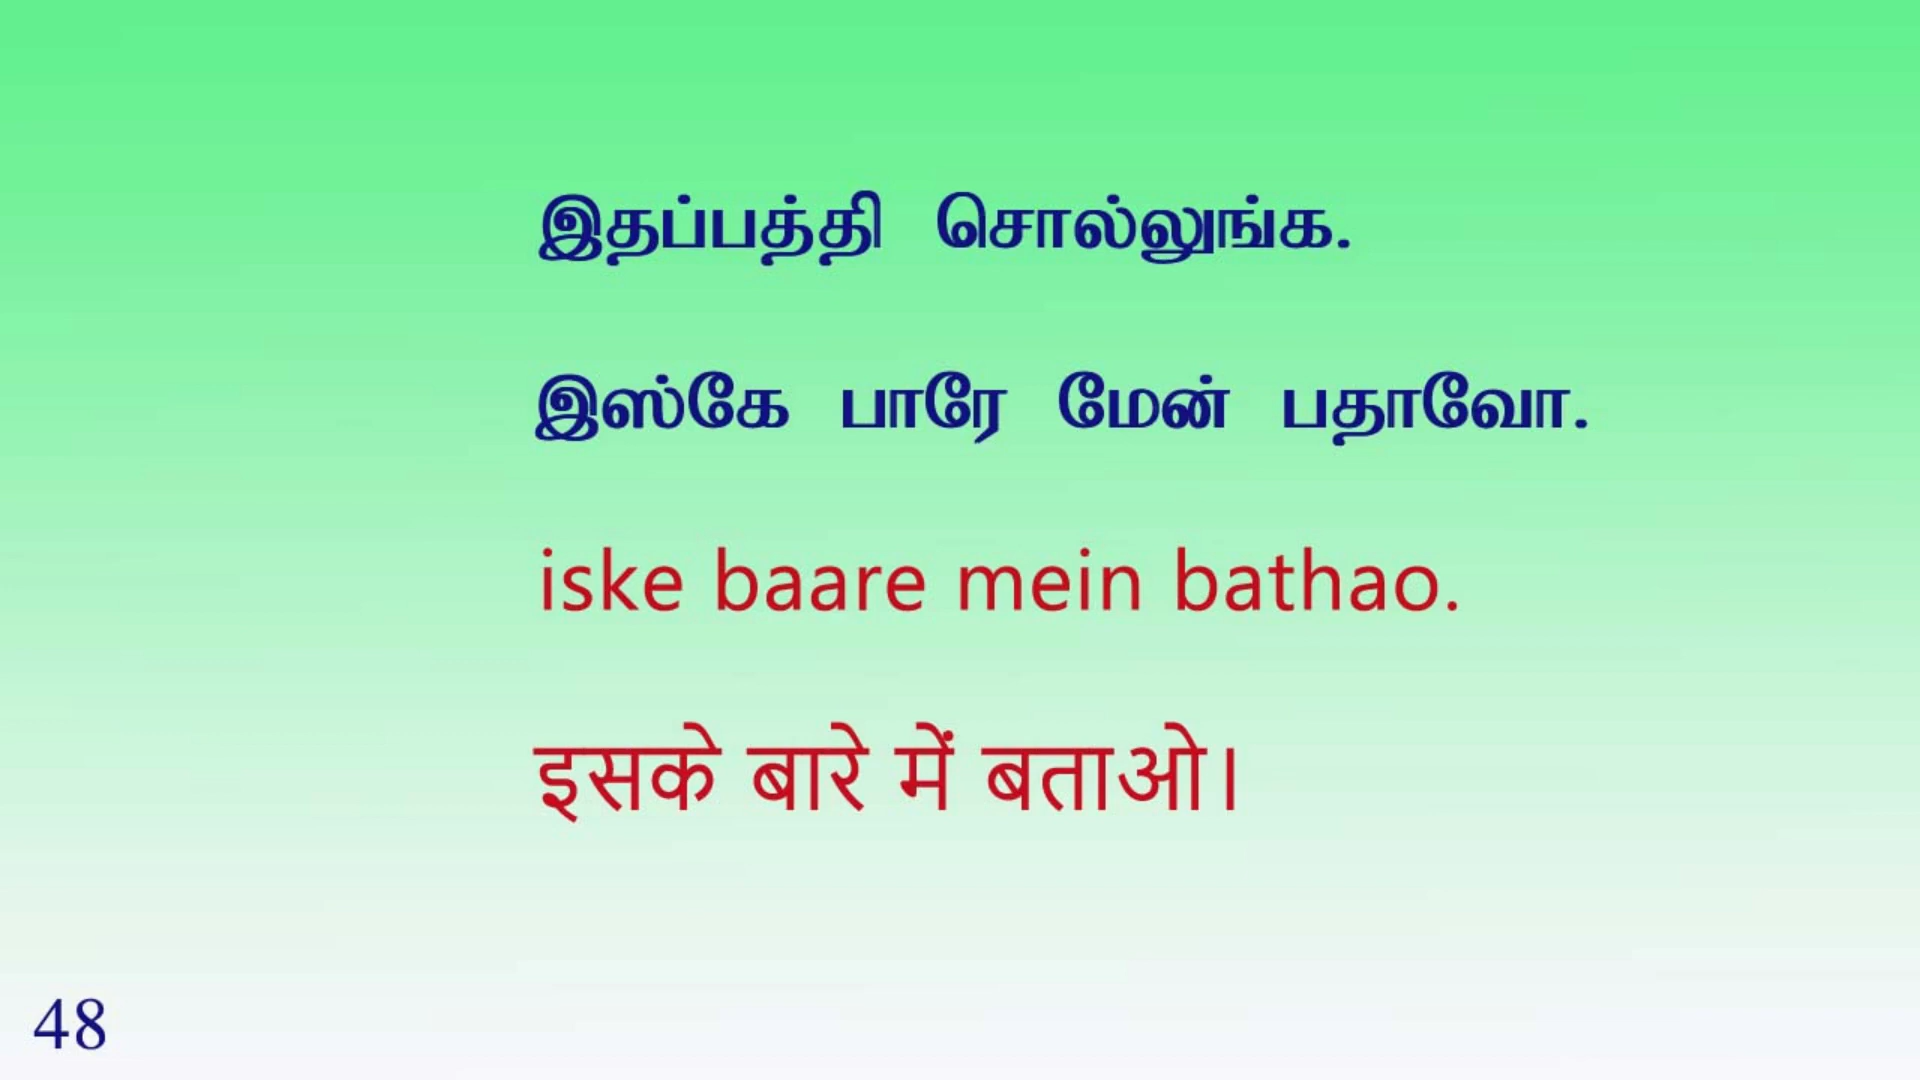 இதப்பத்தி சொல்லுங்க.
இஸ்கே பாரே மேன் பதாவோ.
iske baare mein bathao.
इसके बारे में बताओ।
48